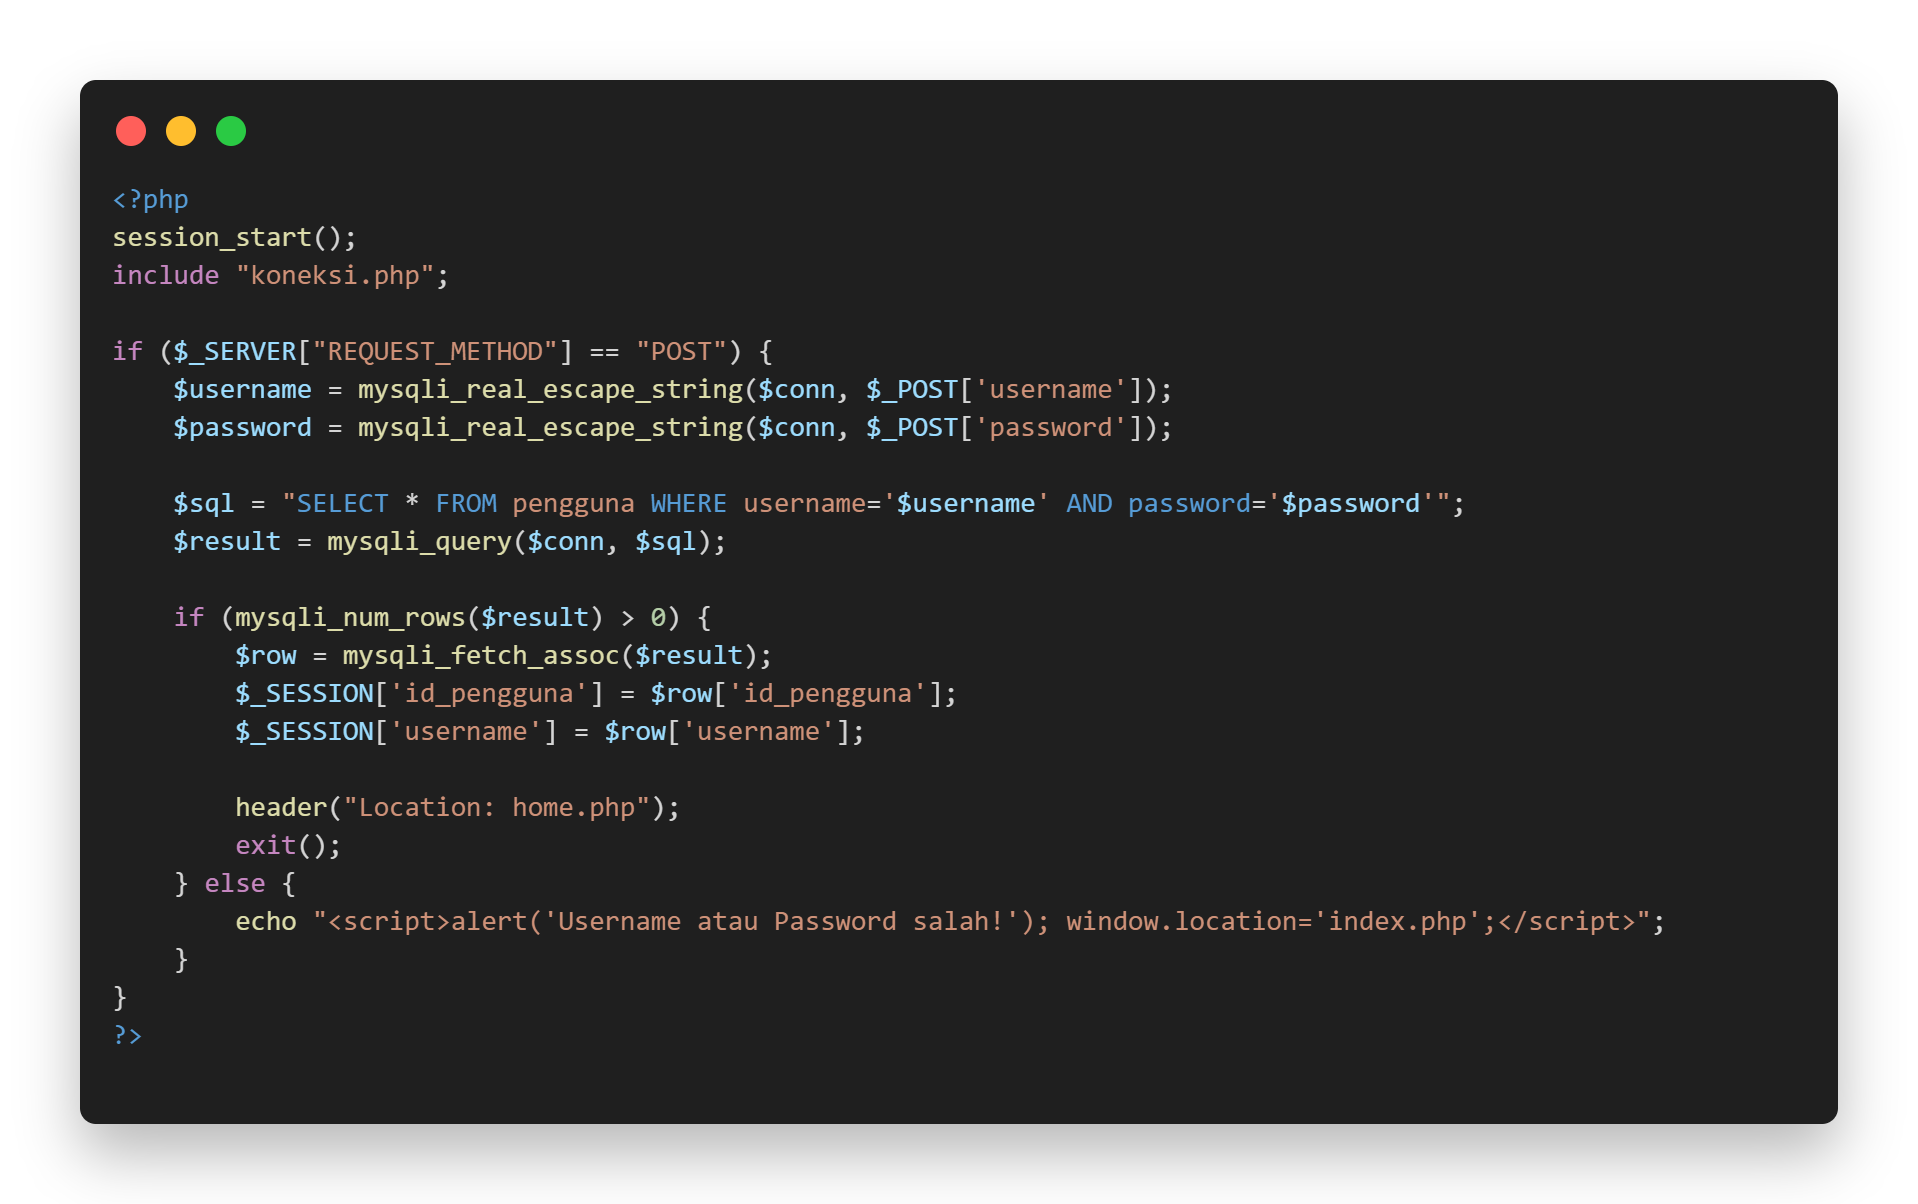 <?php
session_start();
include "koneksi.php";

if ($_SERVER["REQUEST_METHOD"] == "POST") {
    $username = mysqli_real_escape_string($conn, $_POST['username']);
    $password = mysqli_real_escape_string($conn, $_POST['password']);

    $sql = "SELECT * FROM pengguna WHERE username='$username' AND password='$password'";
    $result = mysqli_query($conn, $sql);

    if (mysqli_num_rows($result) > 0) {
        $row = mysqli_fetch_assoc($result);
        $_SESSION['id_pengguna'] = $row['id_pengguna'];
        $_SESSION['username'] = $row['username'];

        header("Location: home.php");
        exit();
    } else {
        echo "<script>alert('Username atau Password salah!'); window.location='index.php';</script>";
    }
}
?>